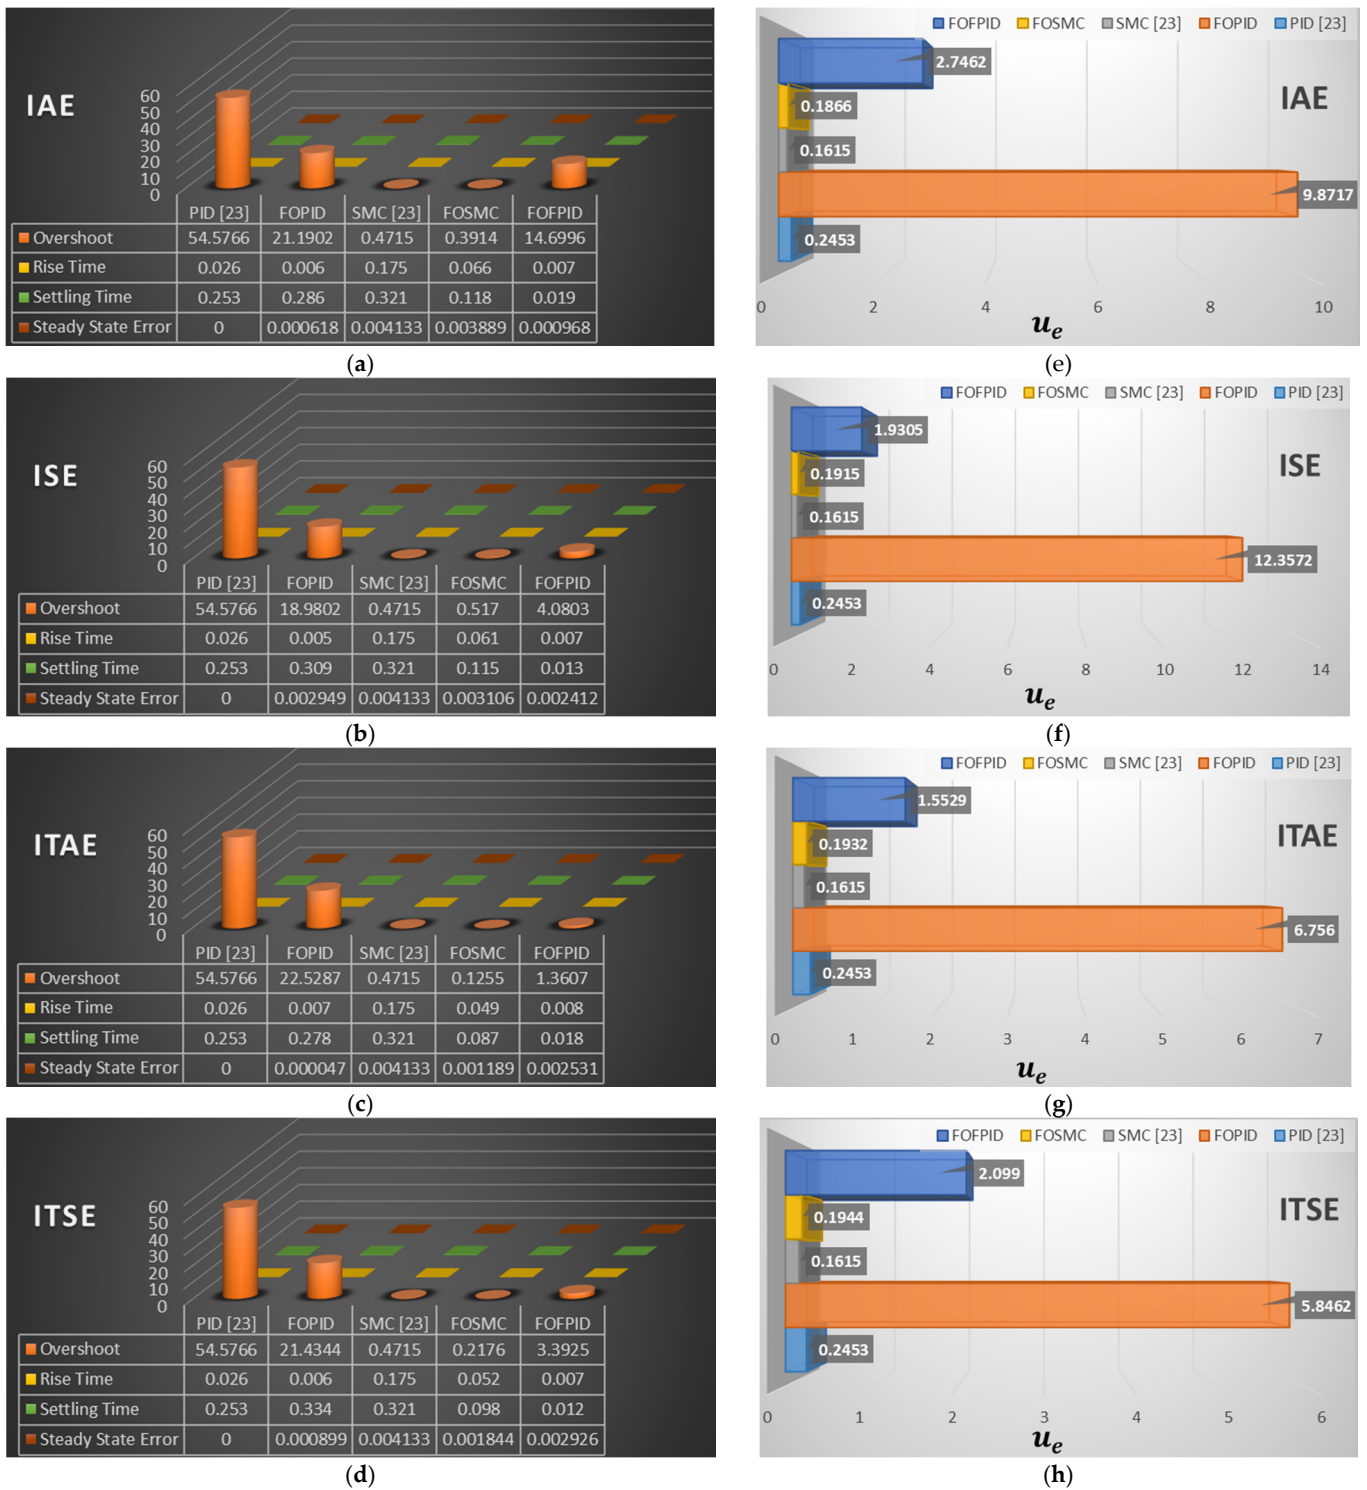 IAE
60
50
40
30
20
10
0
PID [23] FOPID SMC [23] FOSMC FOFPID
Overshoot 54.5766 21.1902 0.4715 0.3914 14.6996
Rise Time 0.026 0.006 0.175 0.066 0.007
Settling Time 0.253 0.286 0.321 0.118 0.019
Steady State Error 0 0.000618 0.004133 0.003889 0.000968
(a)
FOFPID FOSMC SMC [23] FOPID PID [23]
2.7462
IAE
0.1866
0.1615
9.8717
0.2453
0 2 4 6 8 10
u_e
(e)
ISE
60
50
40
30
20
10
0
PID [23] FOPID SMC [23] FOSMC FOFPID
Overshoot 54.5766 18.9802 0.4715 0.517 4.0803
Rise Time 0.026 0.005 0.175 0.061 0.007
Settling Time 0.253 0.309 0.321 0.115 0.013
Steady State Error 0 0.002949 0.004133 0.003106 0.002412
(b)
FOFPID FOSMC SMC [23] FOPID PID [23]
1.9305
ISE
0.1915
0.1615
12.3572
0.2453
0 2 4 6 8 10 12 14
u_e
(f)
ITAE
60
50
40
30
20
10
0
PID [23] FOPID SMC [23] FOSMC FOFPID
Overshoot 54.5766 22.5287 0.4715 0.1255 1.3607
Rise Time 0.026 0.007 0.175 0.049 0.008
Settling Time 0.253 0.278 0.321 0.087 0.018
Steady State Error 0 0.000047 0.004133 0.001189 0.002531
(c)
FOFPID FOSMC SMC [23] FOPID PID [23]
1.5529
ITAE
0.1932
0.1615
6.756
0.2453
0 1 2 3 4 5 6 7
u_e
(g)
ITSE
60
50
40
30
20
10
0
PID [23] FOPID SMC [23] FOSMC FOFPID
Overshoot 54.5766 21.4344 0.4715 0.2176 3.3925
Rise Time 0.026 0.006 0.175 0.052 0.007
Settling Time 0.253 0.334 0.321 0.098 0.012
Steady State Error 0 0.000899 0.004133 0.001844 0.002926
(d)
FOFPID FOSMC SMC [23] FOPID PID [23]
2.099
ITSE
0.1944
0.1615
5.8462
0.2453
0 1 2 3 4 5 6
u_e
(h)